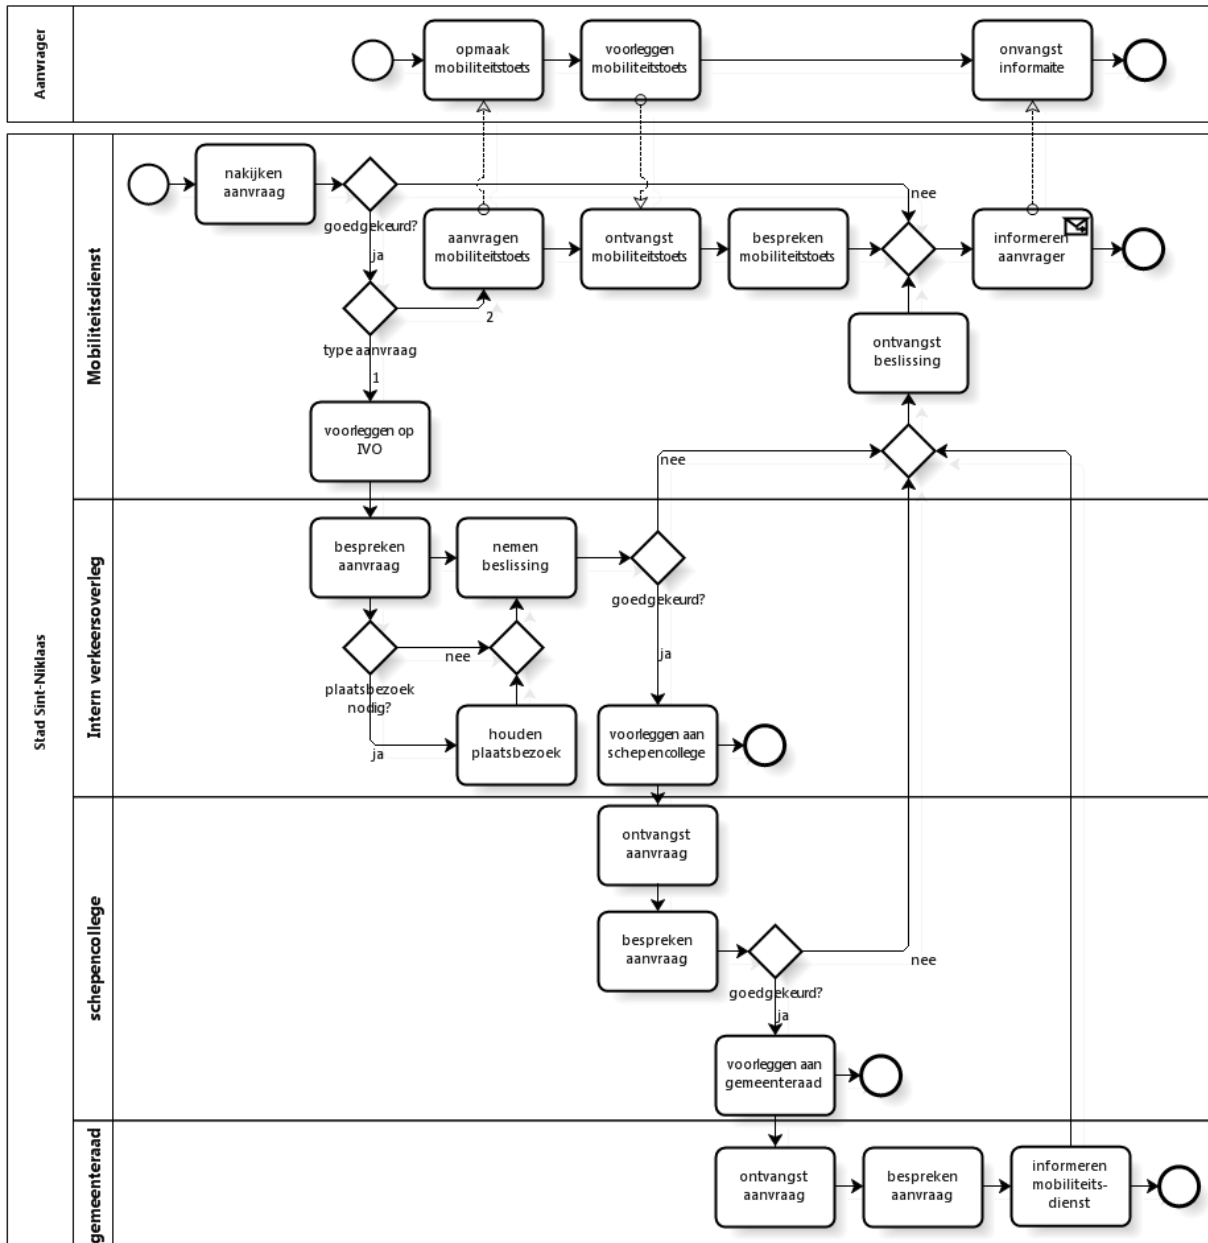 Aanvrager
opmaak
mobiliteitstoets
voorleggen
mobiliteitstoets
onvangst
informaite
Stad Sint-Niklaas
Mobiliteitsdienst
nakijken
aanvraag
goedgekeurd?
nee
ja
aanvragen
mobiliteitstoets
ontvangst
mobiliteitstoets
bespreken
mobiliteitstoets
informeren
aanvrager
2
type aanvraag
1
ontvangst
beslissing
voorleggen op
IVO
nee
Intern verkeersoverleg
bespreken
aanvraag
nemen
beslissing
goedgekeurd?
nee
ja
plaatsbezoek
nodig?
ja
houden
plaatsbezoek
voorleggen aan
schepencollege
schepencollege
ontvangst
aanvraag
bespreken
aanvraag
goedgekeurd?
nee
ja
voorleggen aan
gemeenteraad
gemeenteraad
ontvangst
aanvraag
bespreken
aanvraag
informeren
mobiliteits-
dienst